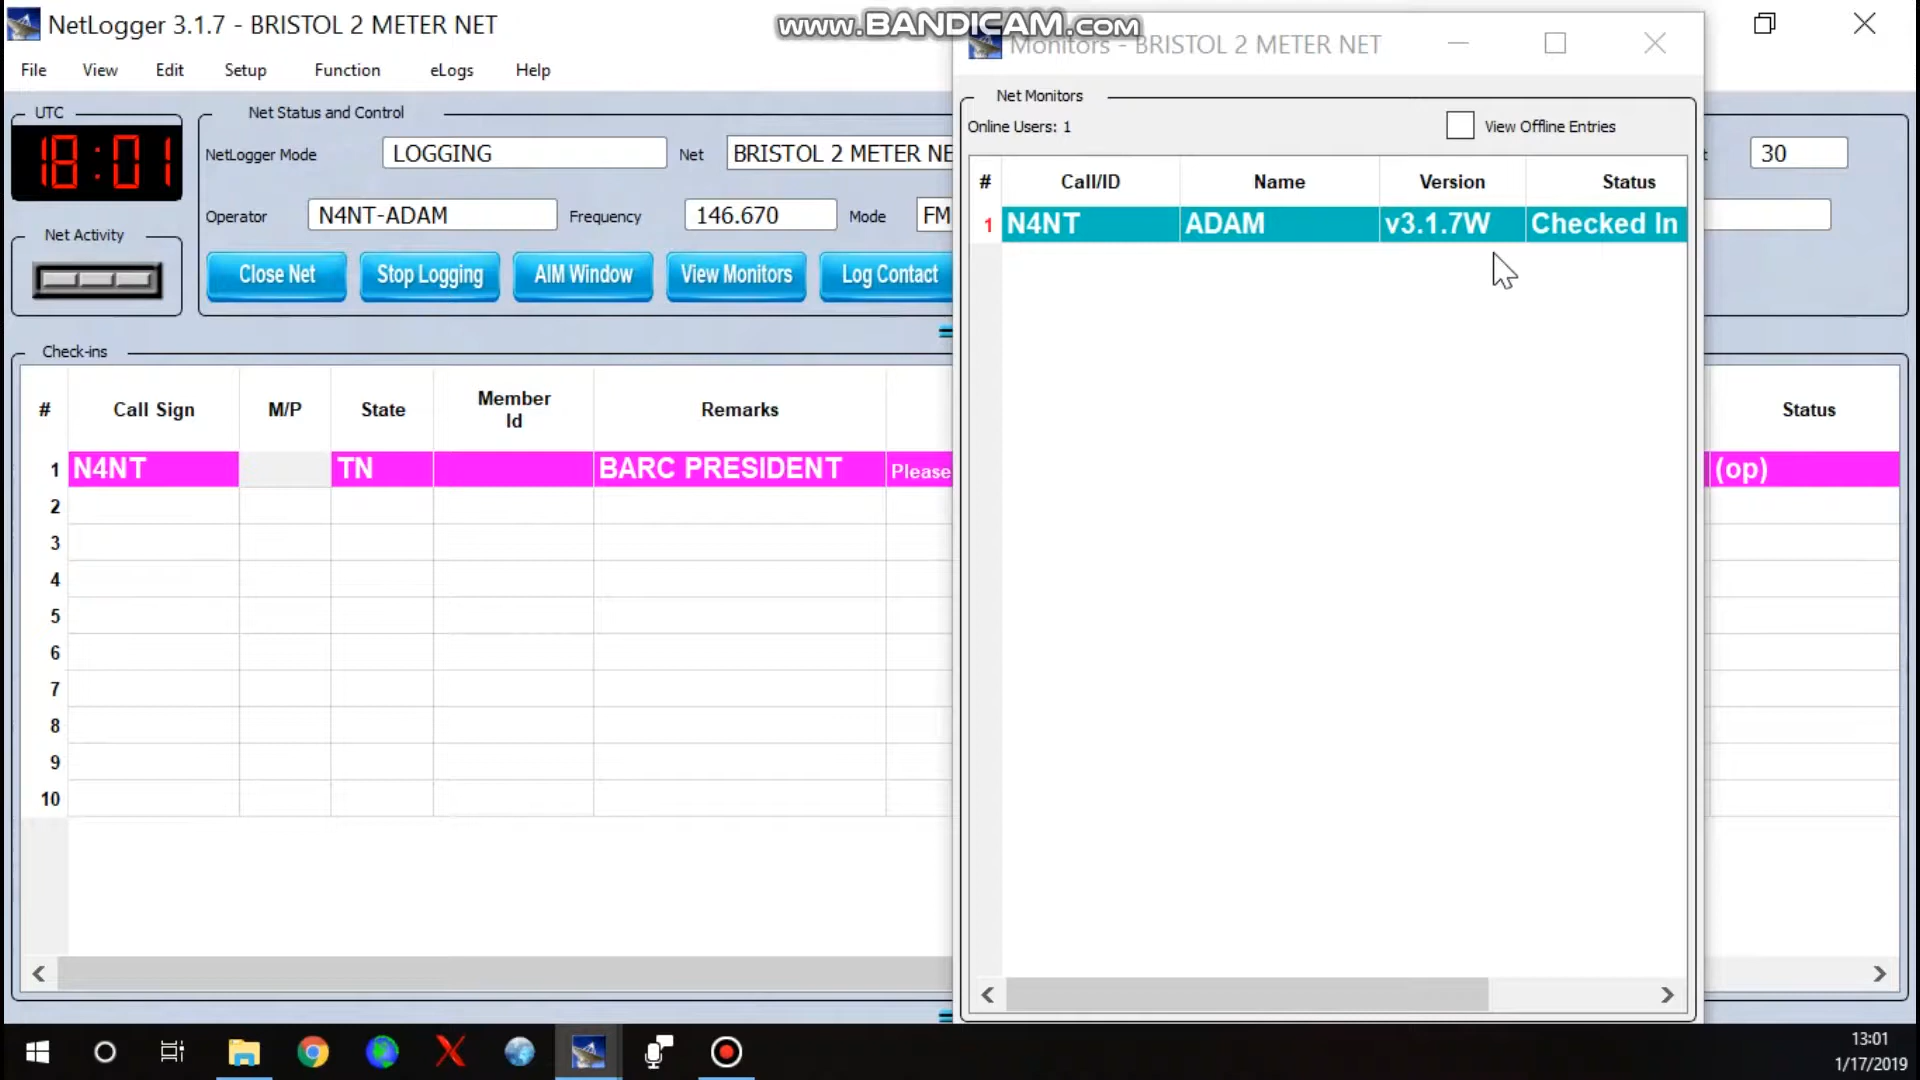 NetLogger 3.1.7 - BRISTOL 2 METER NET
www.BANDICAM.com
Monitors - BRISTOL 2 METER NET
File View Edit Setup Function eLogs Help
UTC
18:01
Net Activity
Net Status and Control
NetLogger Mode LOGGING Net BRISTOL 2 METER NE
30
Operator N4NT-ADAM Frequency 146.670 Mode FM
Close Net Stop Logging AIM Window View Monitors Log Contact
Net Monitors
Online Users: 1 View Offline Entries
# Call/ID Name Version Status
1 N4NT ADAM v3.1.7W Checked In
Check-ins
# Call Sign M/P State Member Id Remarks Status
1 N4NT TN BARC PRESIDENT Please (op)
2
3
4
5
6
7
8
9
10
13:01
1/17/2019